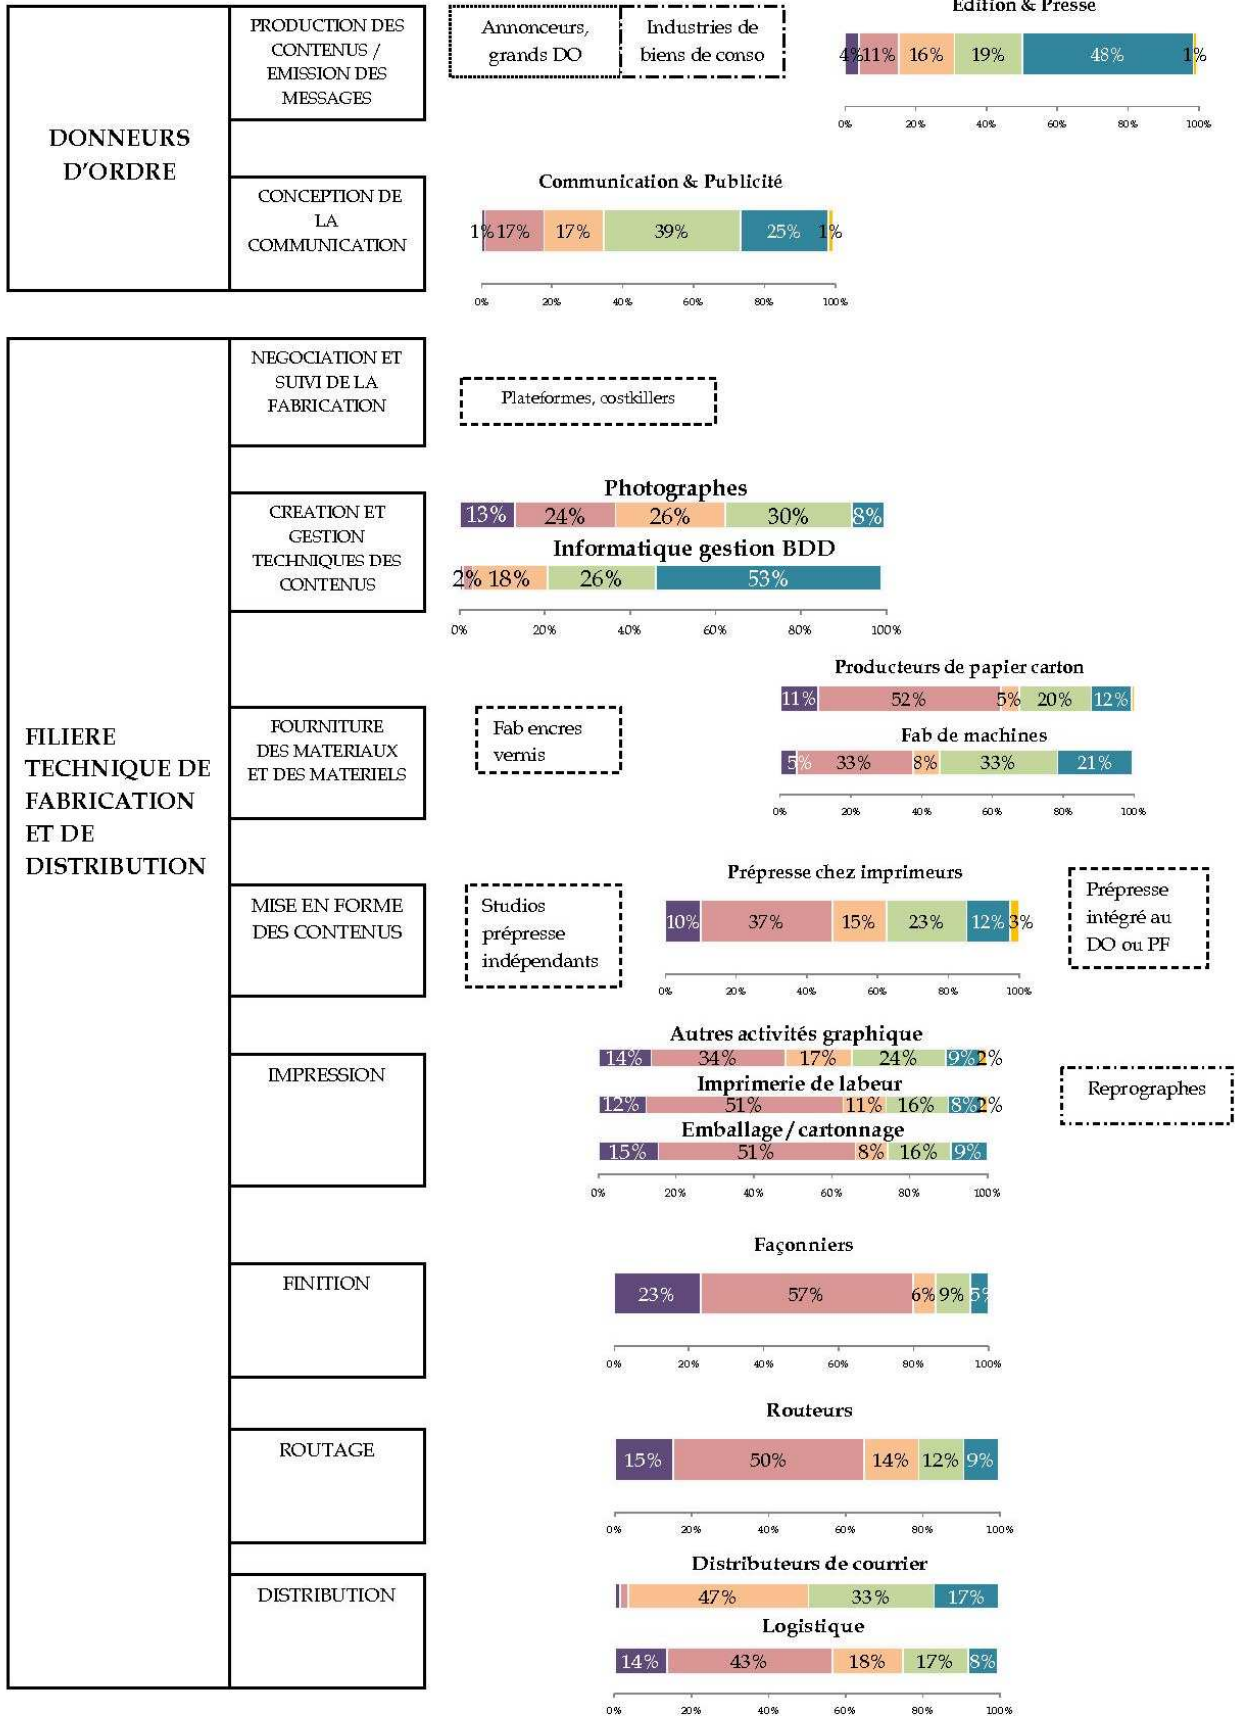 Edition & Presse
PRODUCTION DES
CONTENUS /
EMISSION DES
MESSAGES
Annonceurs,
grands DO
Industries de
biens de conso
4% 11% 16% 19% 48% 1%
0% 20% 40% 60% 80% 100%
DONNEURS
D'ORDRE
CONCEPTION DE
LA
COMMUNICATION
Communication & Publicité
1% 17% 17% 39% 25% 1%
0% 20% 40% 60% 80% 100%
FILIERE
TECHNIQUE DE
FABRICATION
ET DE
DISTRIBUTION
NEGOCIATION ET
SUIVI DE LA
FABRICATION
Plateformes, costkillers
CREATION ET
GESTION
TECHNIQUES DES
CONTENUS
Photographes
13% 24% 26% 30% 8%
Informatique gestion BDD
2% 18% 26% 53%
0% 20% 40% 60% 80% 100%
FOURNITURE
DES MATERIAUX
ET DES MATERIELS
Fab encres
vernis
Producteurs de papier carton
11% 52% 5% 20% 12%
Fab de machines
5% 33% 8% 33% 21%
0% 20% 40% 60% 80% 100%
MISE EN FORME
DES CONTENUS
Studios
prépresse
indépendants
Prépresse chez imprimeurs
10% 37% 15% 23% 12% 3%
0% 20% 40% 60% 80% 100%
Prépresse
intégré au
DO ou PF
IMPRESSION
Autres activités graphique
14% 34% 17% 24% 9% 2%
Imprimerie de labeur
12% 51% 11% 16% 8% 2%
Emballage / cartonnage
15% 51% 8% 16% 9%
0% 20% 40% 60% 80% 100%
Reprographes
FINITION
Façonniers
23% 57% 6% 9% 5%
0% 20% 40% 60% 80% 100%
ROUTAGE
Routeurs
15% 50% 14% 12% 9%
0% 20% 40% 60% 80% 100%
DISTRIBUTION
Distributeurs de courrier
47% 33% 17%
Logistique
14% 43% 18% 17% 8%
0% 20% 40% 60% 80% 100%